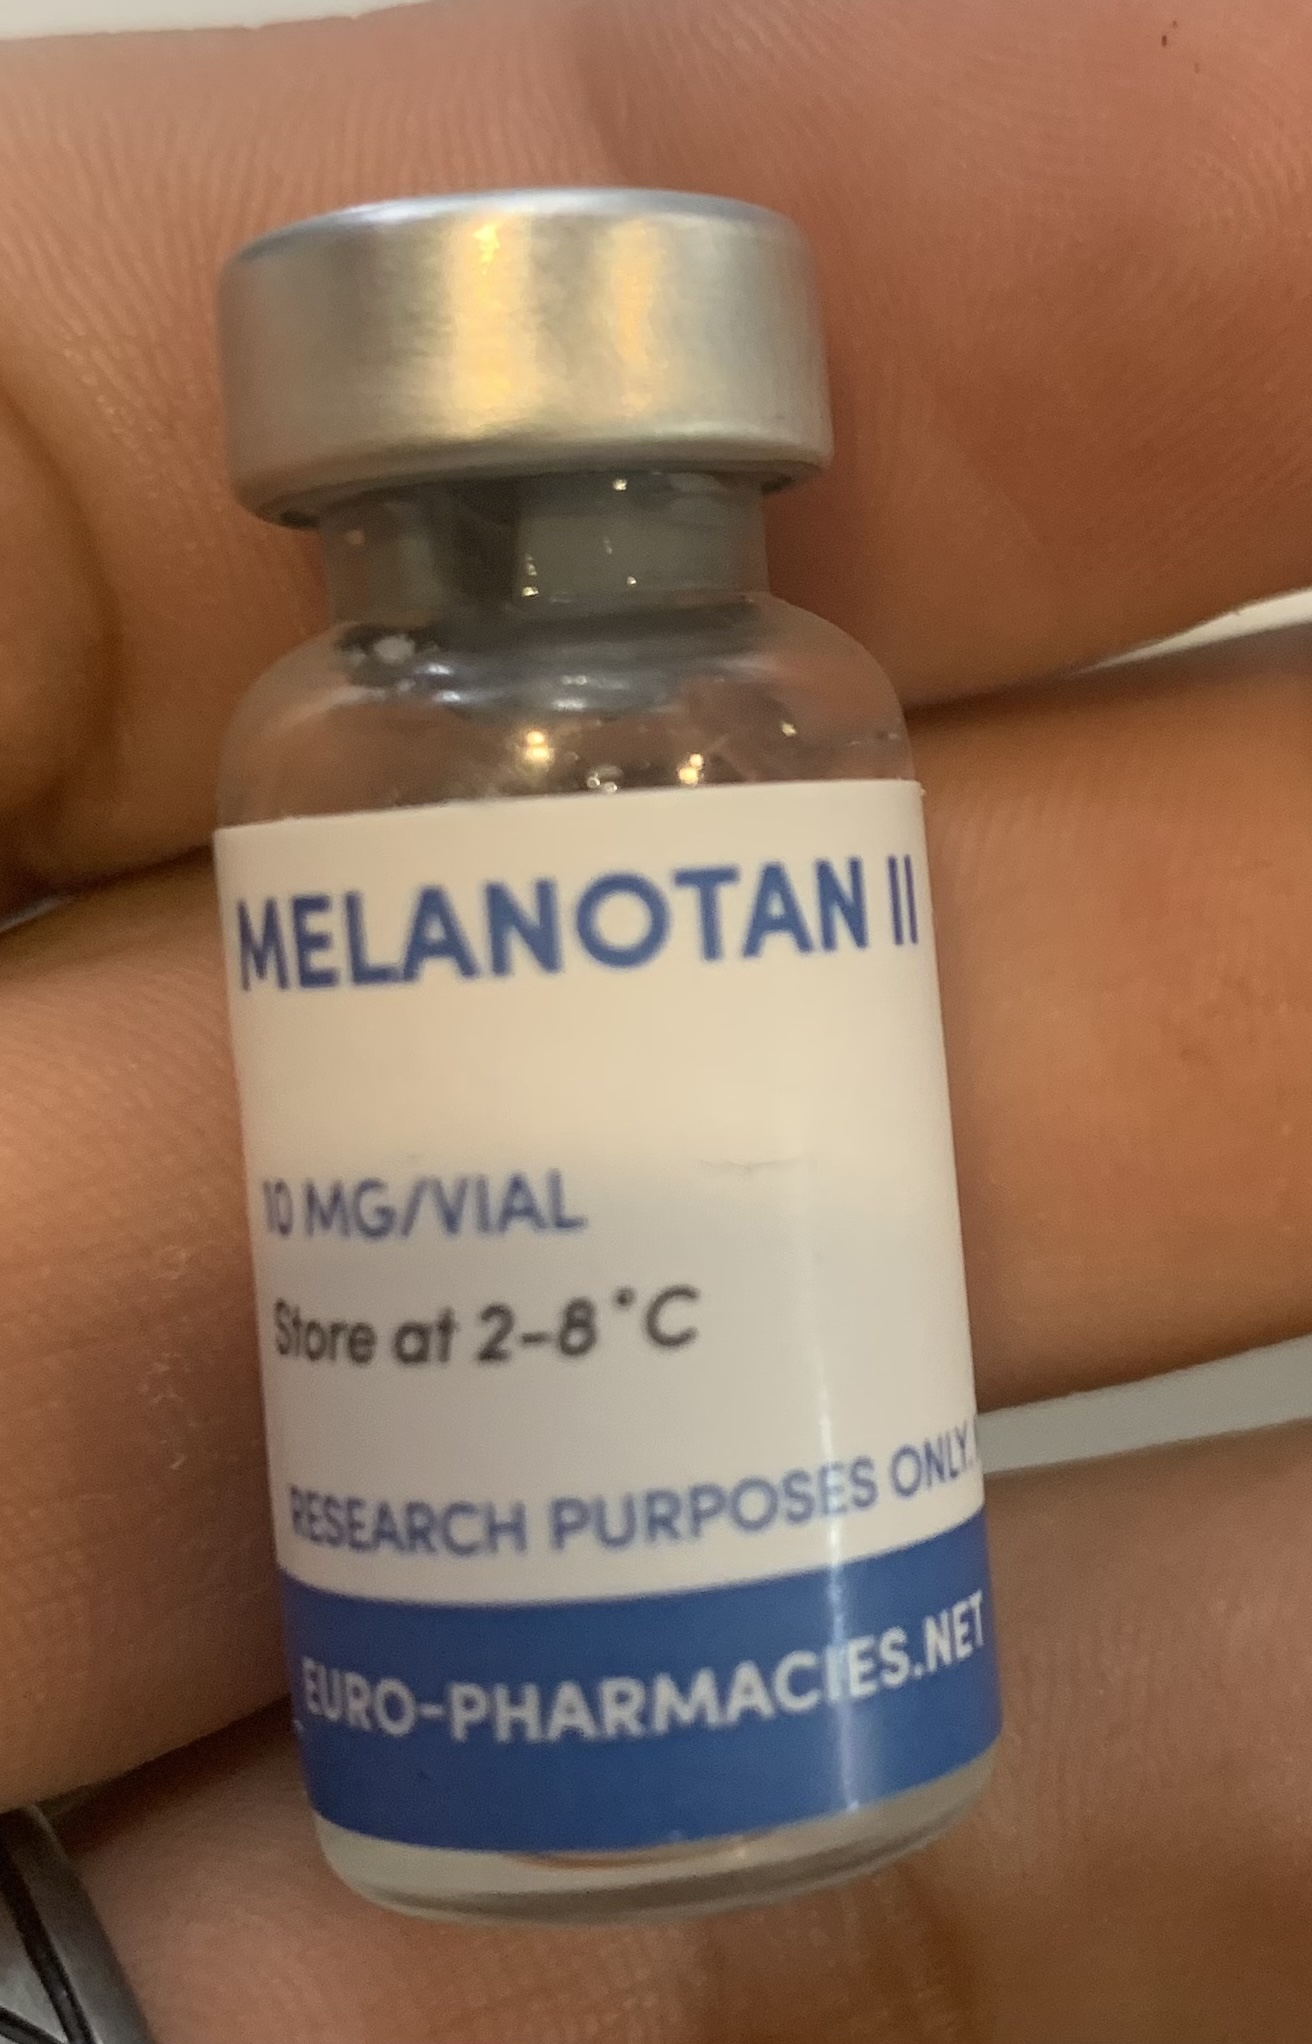 MELANOTAN II
10 MG/VIAL
Store at 2-8°C
RESEARCH PURPOSES ONLY.
EURO-PHARMACIES.NET